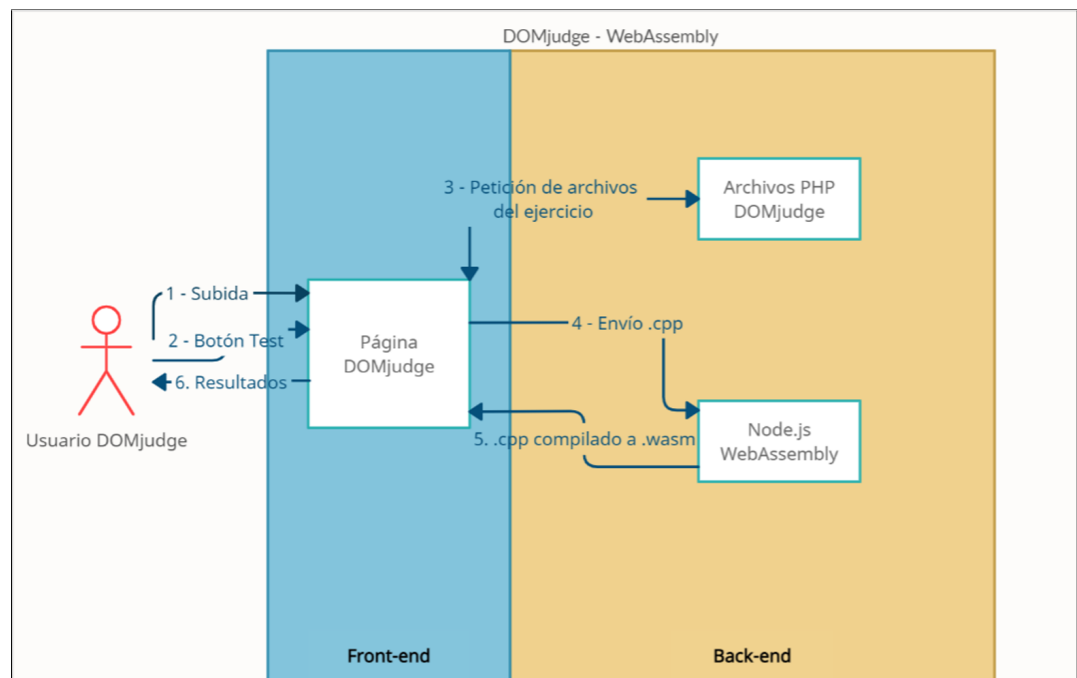 DOMjudge - WebAssembly
3 - Petición de archivos
del ejercicio
Archivos PHP
DOMjudge
1 - Subida
2 - Botón Test
6. Resultados
Usuario DOMjudge
Página
DOMjudge
4 - Envío .cpp
5. .cpp compilado a .wasm
Node.js
WebAssembly
Front-end
Back-end